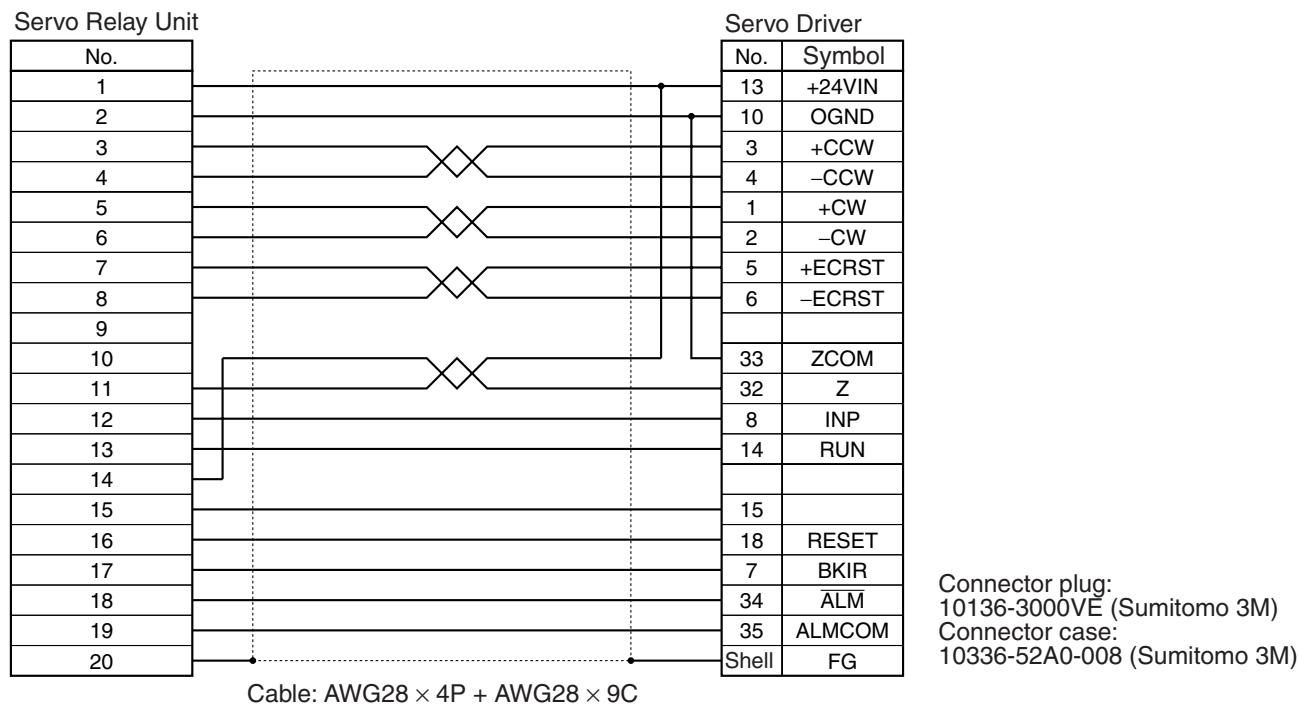 Servo Relay Unit
Servo Driver
No. No. Symbol
1 13 +24VIN
2 10 OGND
3 3 +CCW
4 4 −CCW
5 1 +CW
6 2 −CW
7 5 +ECRST
8 6 −ECRST
9
10 33 ZCOM
11 32 Z
12 8 INP
13 14 RUN
14
15 15
16 18 RESET
17 7 BKIR
18 34 A̅L̅M̅
19 35 ALMCOM
20 Shell FG
Connector plug:
10136-3000VE (Sumitomo 3M)
Connector case:
10336-52A0-008 (Sumitomo 3M)
Cable: AWG28 × 4P + AWG28 × 9C